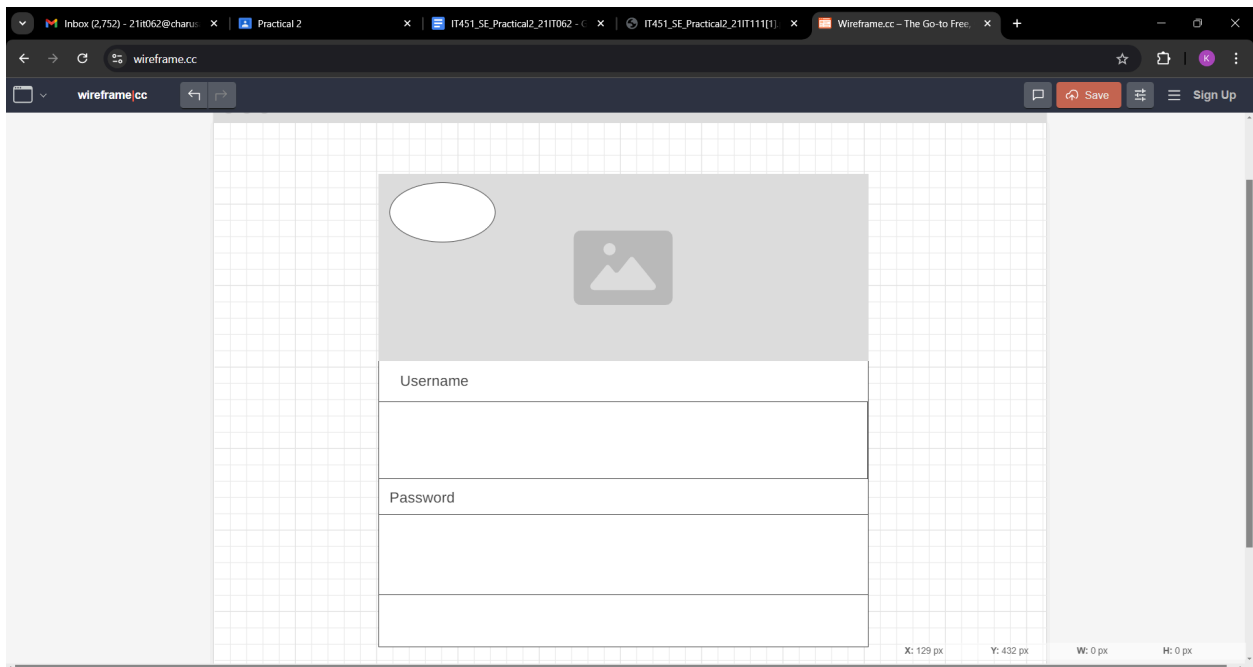 Inbox (2,752) - 21it062@charus
Practical 2
IT451_SE_Practical2_21IT062 - G
IT451_SE_Practical2_21IT111[1].
Wireframe.cc – The Go-to Free,
wireframe.cc
K
wireframe|cc
Save
Sign Up
Username
Password
X: 129 px Y: 432 px W: 0 px H: 0 px